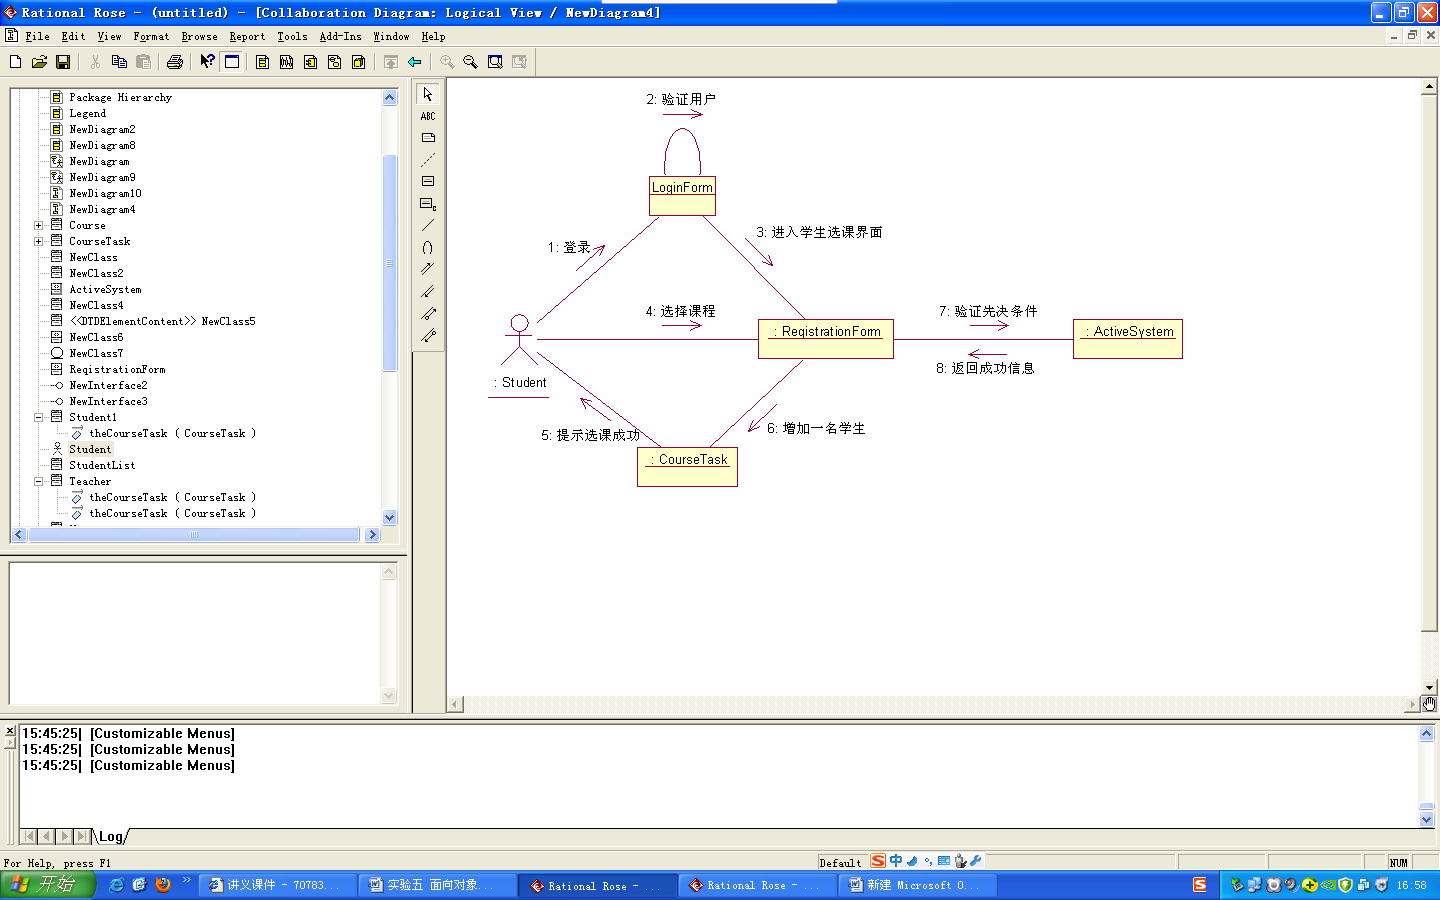 Rational Rose - (untitled) - [Collaboration Diagram: Logical View / NewDiagram4]
File Edit View Format Browse Report Tools Add-Ins Window Help
Package Hierarchy
Legend
NewDiagram2
NewDiagram8
NewDiagram
NewDiagram9
NewDiagram10
NewDiagram4
Course
CourseTask
NewClass
NewClass2
ActiveSystem
NewClass4
<<DTDElementContent>> NewClass5
NewClass6
NewClass7
RegistrationForm
NewInterface2
NewInterface3
Student1
theCourseTask ( CourseTask )
Student
StudentList
Teacher
theCourseTask ( CourseTask )
theCourseTask ( CourseTask )
ABC
2: 验证用户
LoginForm
1: 登录
3: 进入学生选课界面
4: 选择课程
7: 验证先决条件
: RegistrationForm
: ActiveSystem
8: 返回成功信息
: Student
5: 提示选课成功
6: 增加一名学生
: CourseTask
15:45:25| [Customizable Menus]
15:45:25| [Customizable Menus]
15:45:25| [Customizable Menus]
Log
For Help, press F1
Default
中
NUM
开始
讲义课件 - 70783...
实验五 面向对象...
Rational Rose - ...
Rational Rose - ...
新建 Microsoft O...
16:58